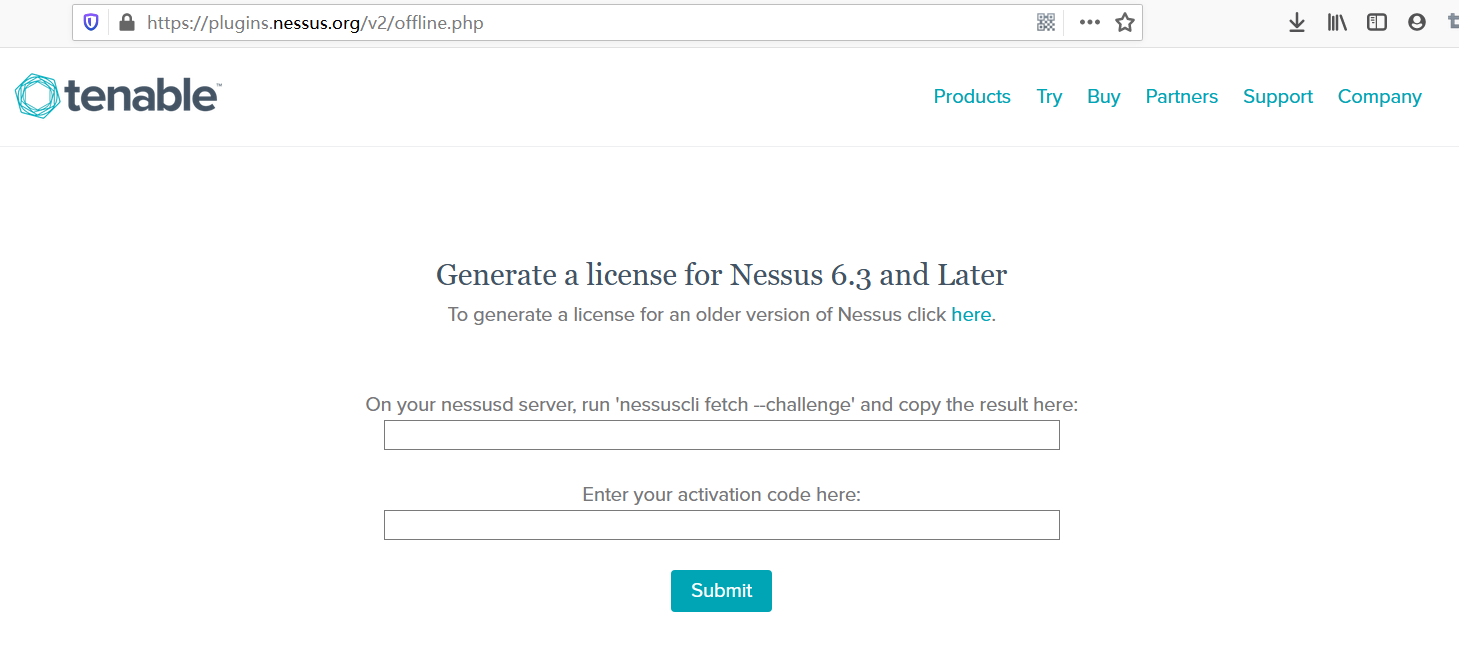 https://plugins.nessus.org/v2/offline.php
tenable™
Products Try Buy Partners Support Company
Generate a license for Nessus 6.3 and Later
To generate a license for an older version of Nessus click here.
On your nessusd server, run 'nessuscli fetch --challenge' and copy the result here:
Enter your activation code here:
Submit